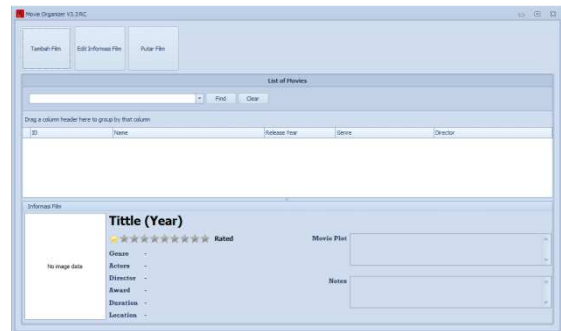 Movie Organizer V3.3 RC
Tambah Film Edit Informasi Film Putar Film
List of Movies
Find Clear
Drag a column header here to group by that column
ID Name Release Year Genre Director
Informasi Film
Tittle (Year)
Rated
No image data
Genre -
Actors -
Director -
Award -
Duration -
Location -
Movie Plot
Notes